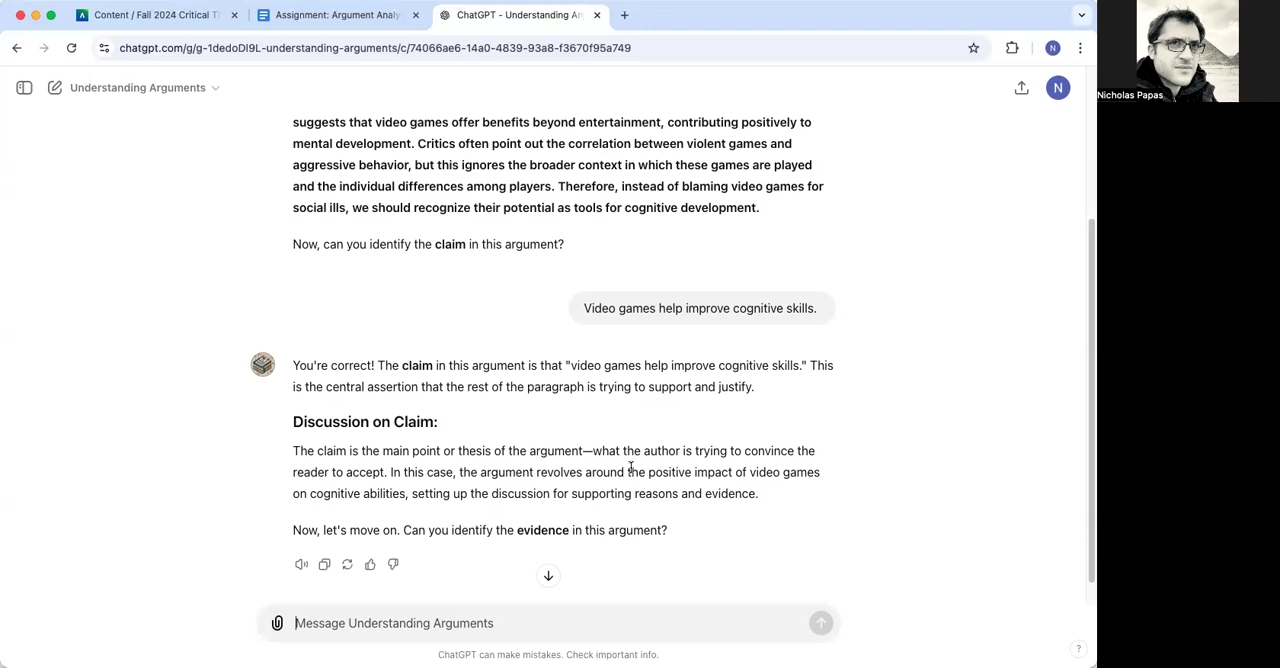 Content / Fall 2024 Critical T
Assignment: Argument Analy
ChatGPT - Understanding Ar
chatgpt.com/g/g-1dedoDl9L-understanding-arguments/c/74066ae6-14a0-4839-93a8-f3670f95a749
N
Understanding Arguments
N
Nicholas Papas
suggests that video games offer benefits beyond entertainment, contributing positively to
mental development. Critics often point out the correlation between violent games and
aggressive behavior, but this ignores the broader context in which these games are played
and the individual differences among players. Therefore, instead of blaming video games for
social ills, we should recognize their potential as tools for cognitive development.
Now, can you identify the claim in this argument?
Video games help improve cognitive skills.
You're correct! The claim in this argument is that "video games help improve cognitive skills." This
is the central assertion that the rest of the paragraph is trying to support and justify.
Discussion on Claim:
The claim is the main point or thesis of the argument—what the author is trying to convince the
reader to accept. In this case, the argument revolves around the positive impact of video games
on cognitive abilities, setting up the discussion for supporting reasons and evidence.
Now, let's move on. Can you identify the evidence in this argument?
Message Understanding Arguments
ChatGPT can make mistakes. Check important info.
?